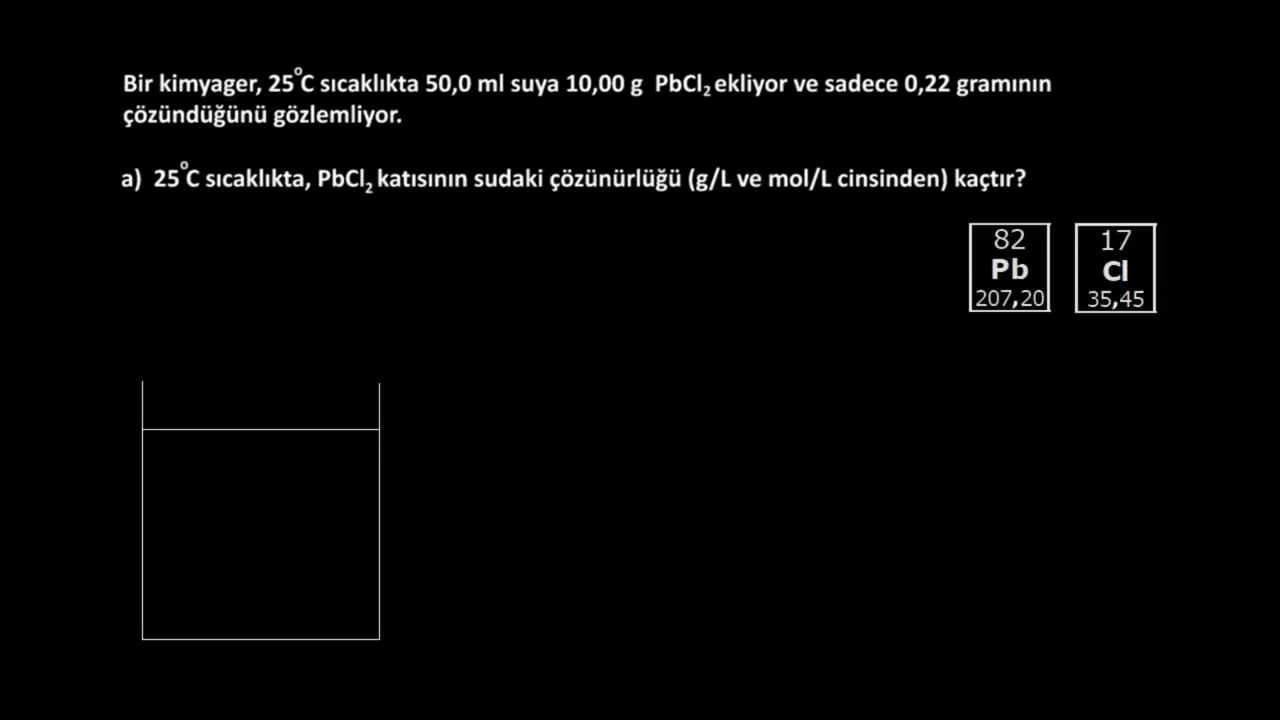 Bir kimyager, 25°C sıcaklıkta 50,0 ml suya 10,00 g PbCl₂ ekliyor ve sadece 0,22 gramının
çözündüğünü gözlemliyor.
a) 25°C sıcaklıkta, PbCl₂ katısının sudaki çözünürlüğü (g/L ve mol/L cinsinden) kaçtır?
82
Pb
207,20
17
Cl
35,45